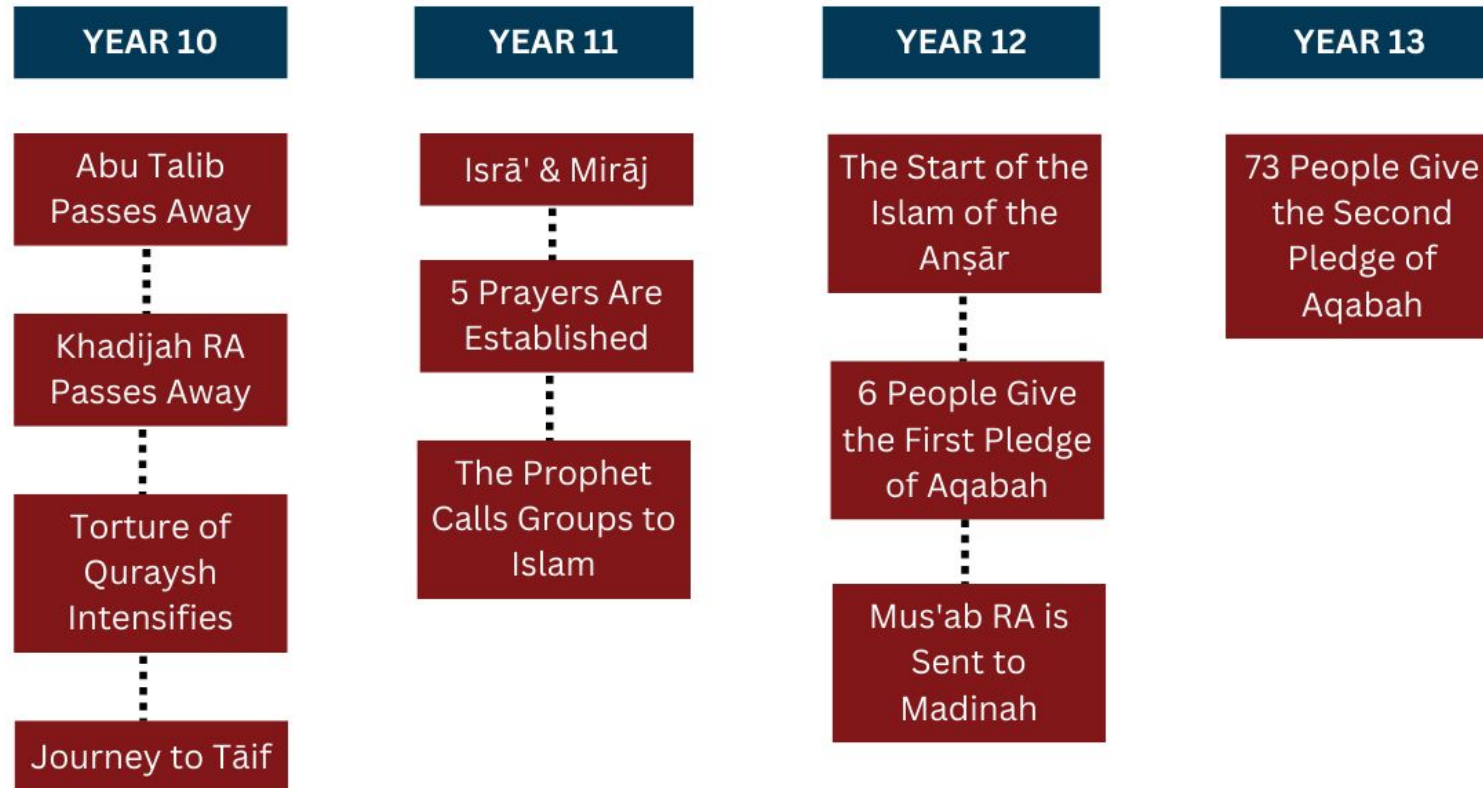 YEAR 10
Abu Talib
Passes Away
Khadijah RA
Passes Away
Torture of
Quraysh
Intensifies
Journey to Tāif
YEAR 11
Isrā' & Mirāj
5 Prayers Are
Established
The Prophet
Calls Groups to
Islam
YEAR 12
The Start of the
Islam of the
Anṣār
6 People Give
the First Pledge
of Aqabah
Mus'ab RA is
Sent to
Madinah
YEAR 13
73 People Give
the Second
Pledge of
Aqabah